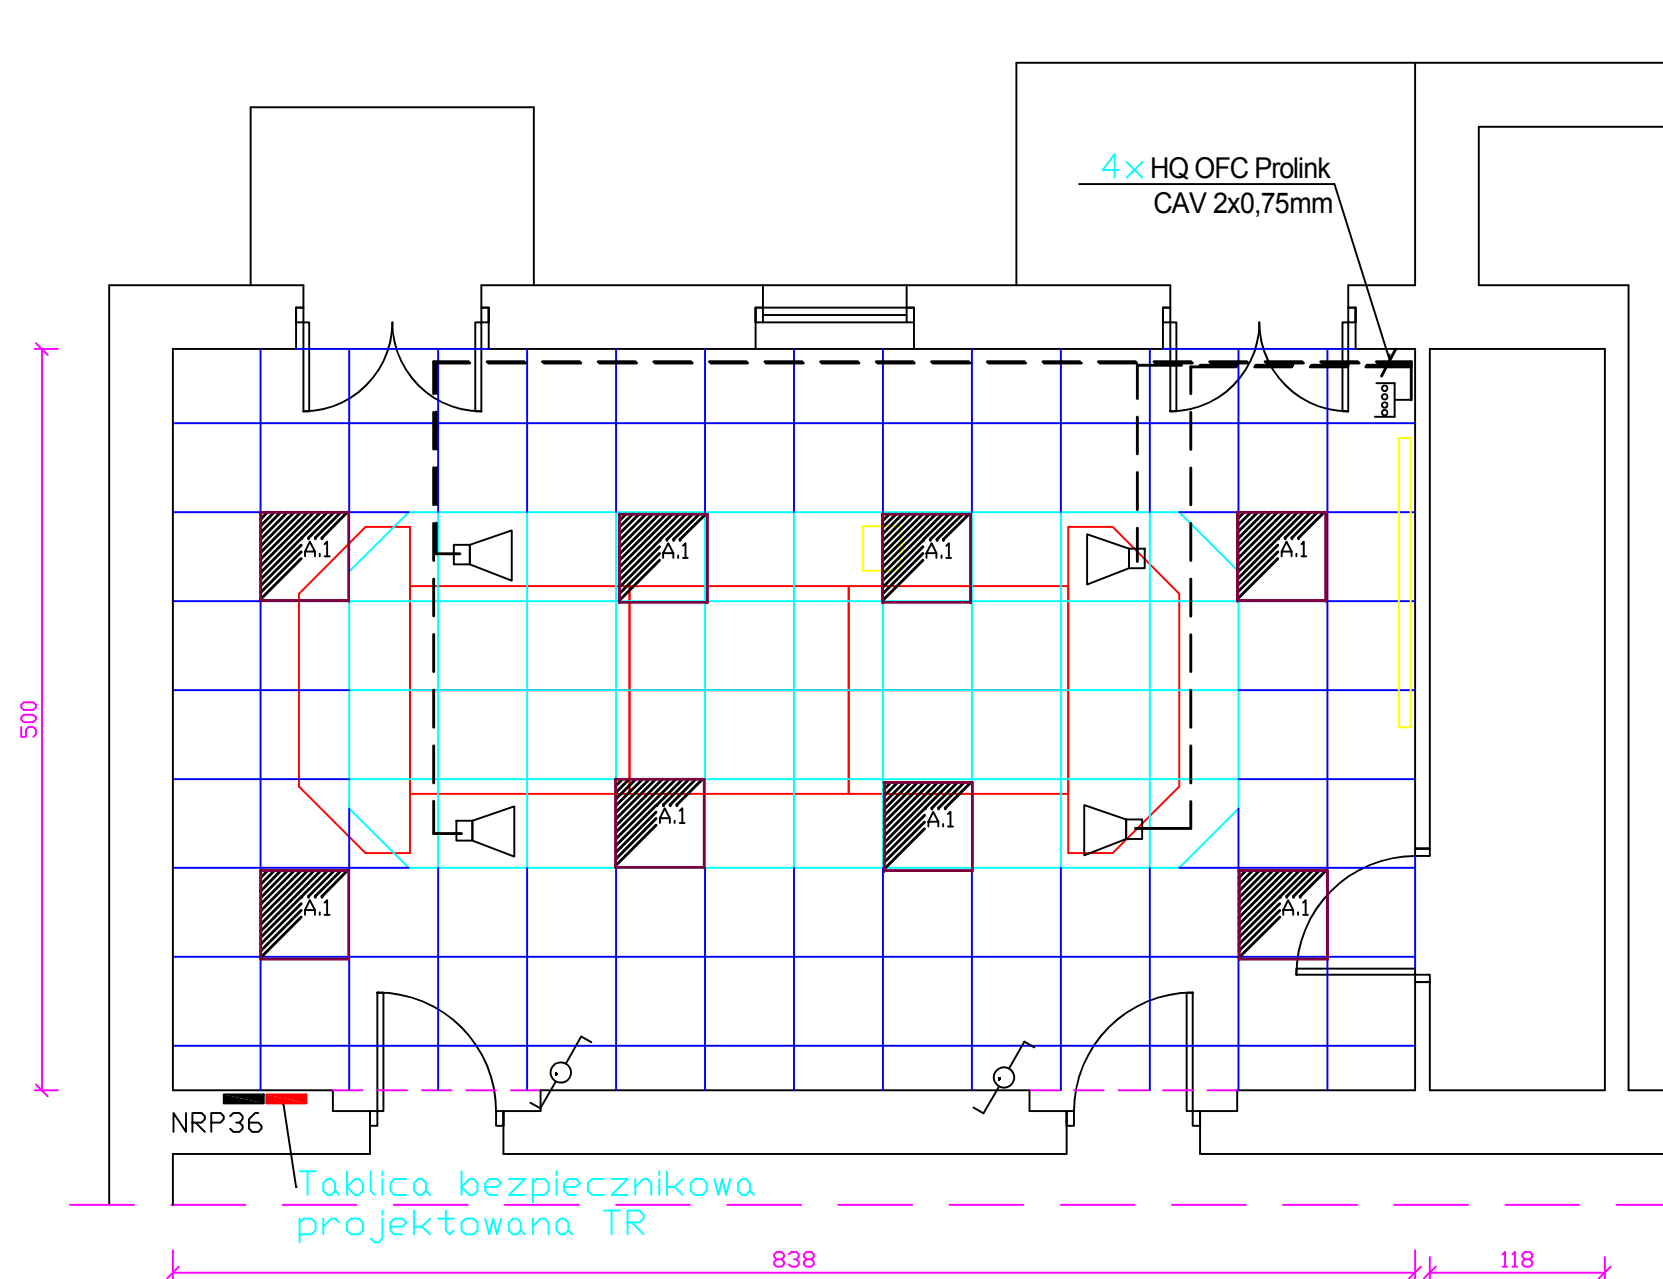 4x HQ OFC Prolink
CAV 2x0,75mm
A.1
A.1
A.1
A.1
500
A.1
A.1
A.1
A.1
NRP36
Tablica bezpiecznikowa
projektowana TR
838
118